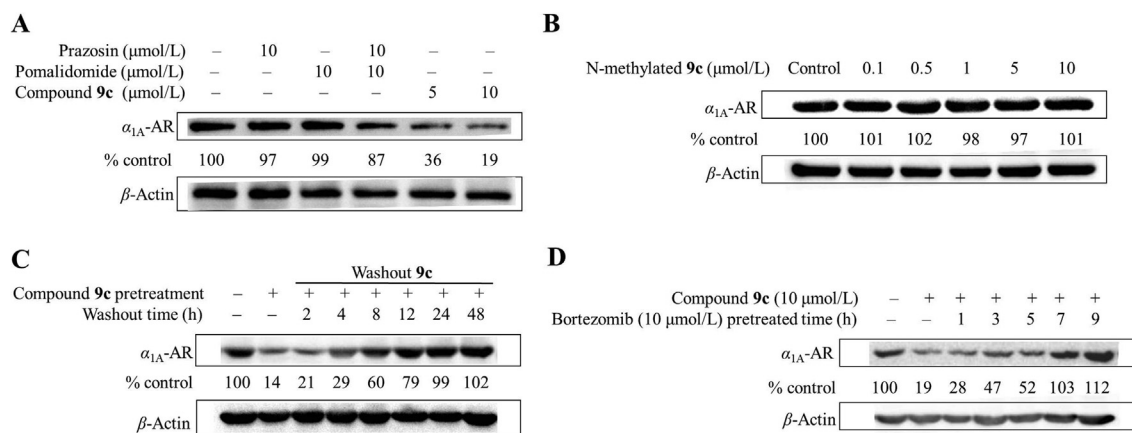 A
Prazosin (μmol/L) – 10 – 10 – –
Pomalidomide (μmol/L) – – 10 10 – –
Compound 9c (μmol/L) – – – – 5 10
α1A-AR
% control 100 97 99 87 36 19
β-Actin
B
N-methylated 9c (μmol/L) Control 0.1 0.5 1 5 10
α1A-AR
% control 100 101 102 98 97 101
β-Actin
C
Washout 9c
Compound 9c pretreatment – + + + + + + +
Washout time (h) – – 2 4 8 12 24 48
α1A-AR
% control 100 14 21 29 60 79 99 102
β-Actin
D
Compound 9c (10 μmol/L) – + + + + + +
Bortezomib (10 μmol/L) pretreated time (h) – – 1 3 5 7 9
α1A-AR
% control 100 19 28 47 52 103 112
β-Actin